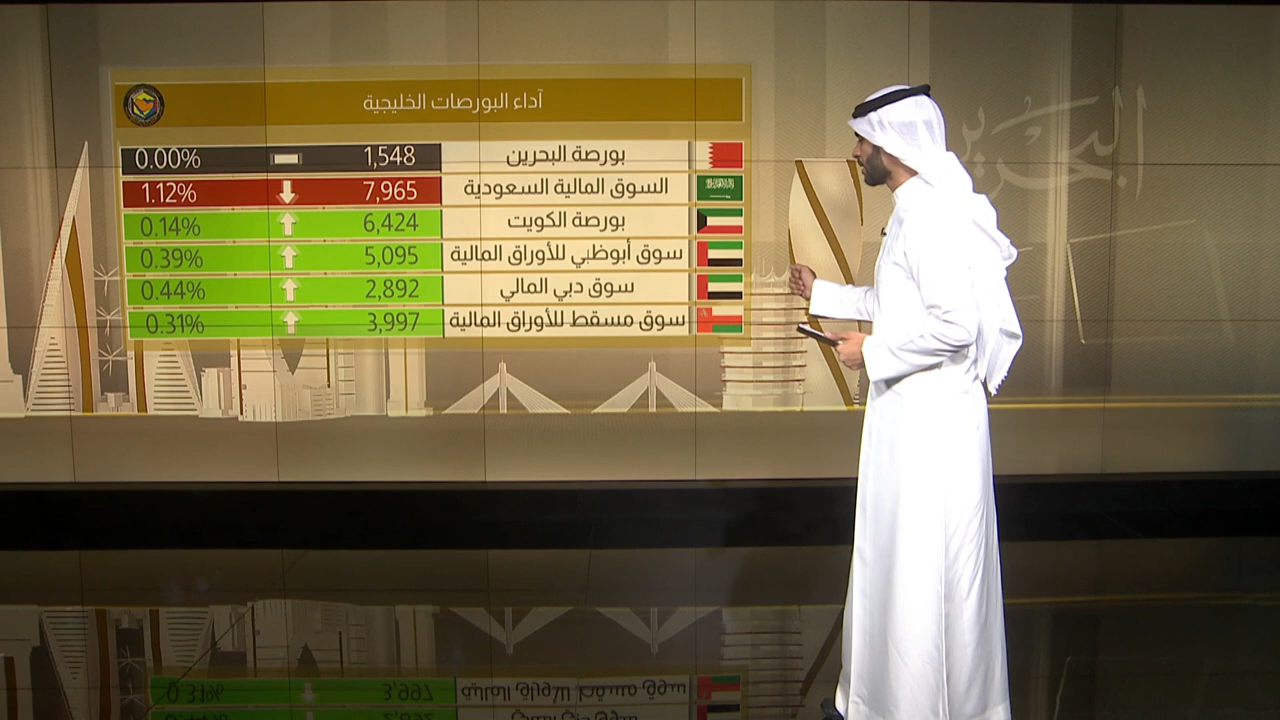 آداء البورصات الخليجية
بورصة البحرين 1,548 0.00%
السوق المالية السعودية 7,965 1.12%
بورصة الكويت 6,424 0.14%
سوق أبوظبي للأوراق المالية 5,095 0.39%
سوق دبي المالي 2,892 0.44%
سوق مسقط للأوراق المالية 3,997 0.31%
البحرين